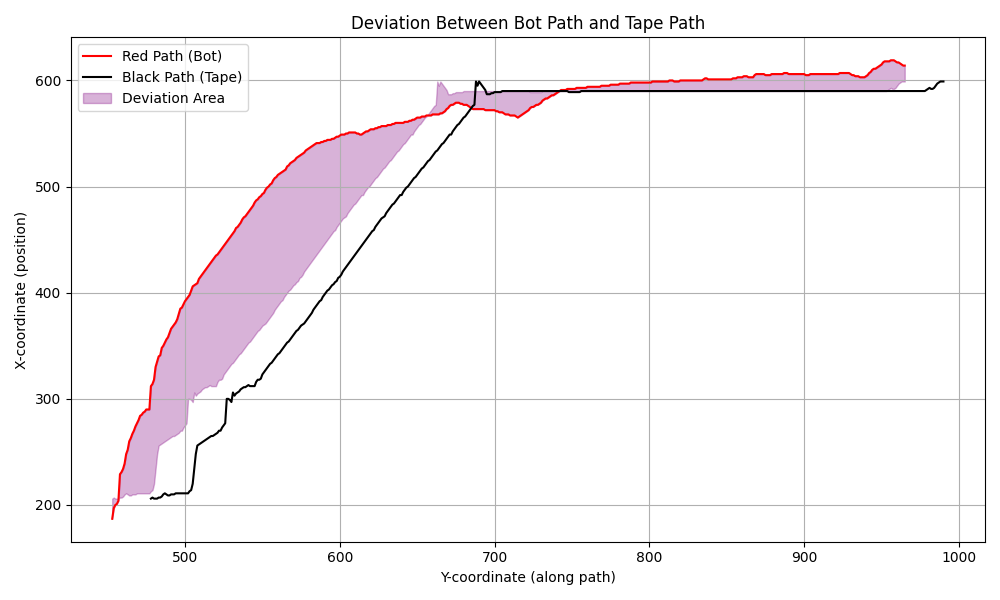 Deviation Between Bot Path and Tape Path
Red Path (Bot)
Black Path (Tape)
Deviation Area
X-coordinate (position)
600
500
400
300
200
500 600 700 800 900 1000
Y-coordinate (along path)